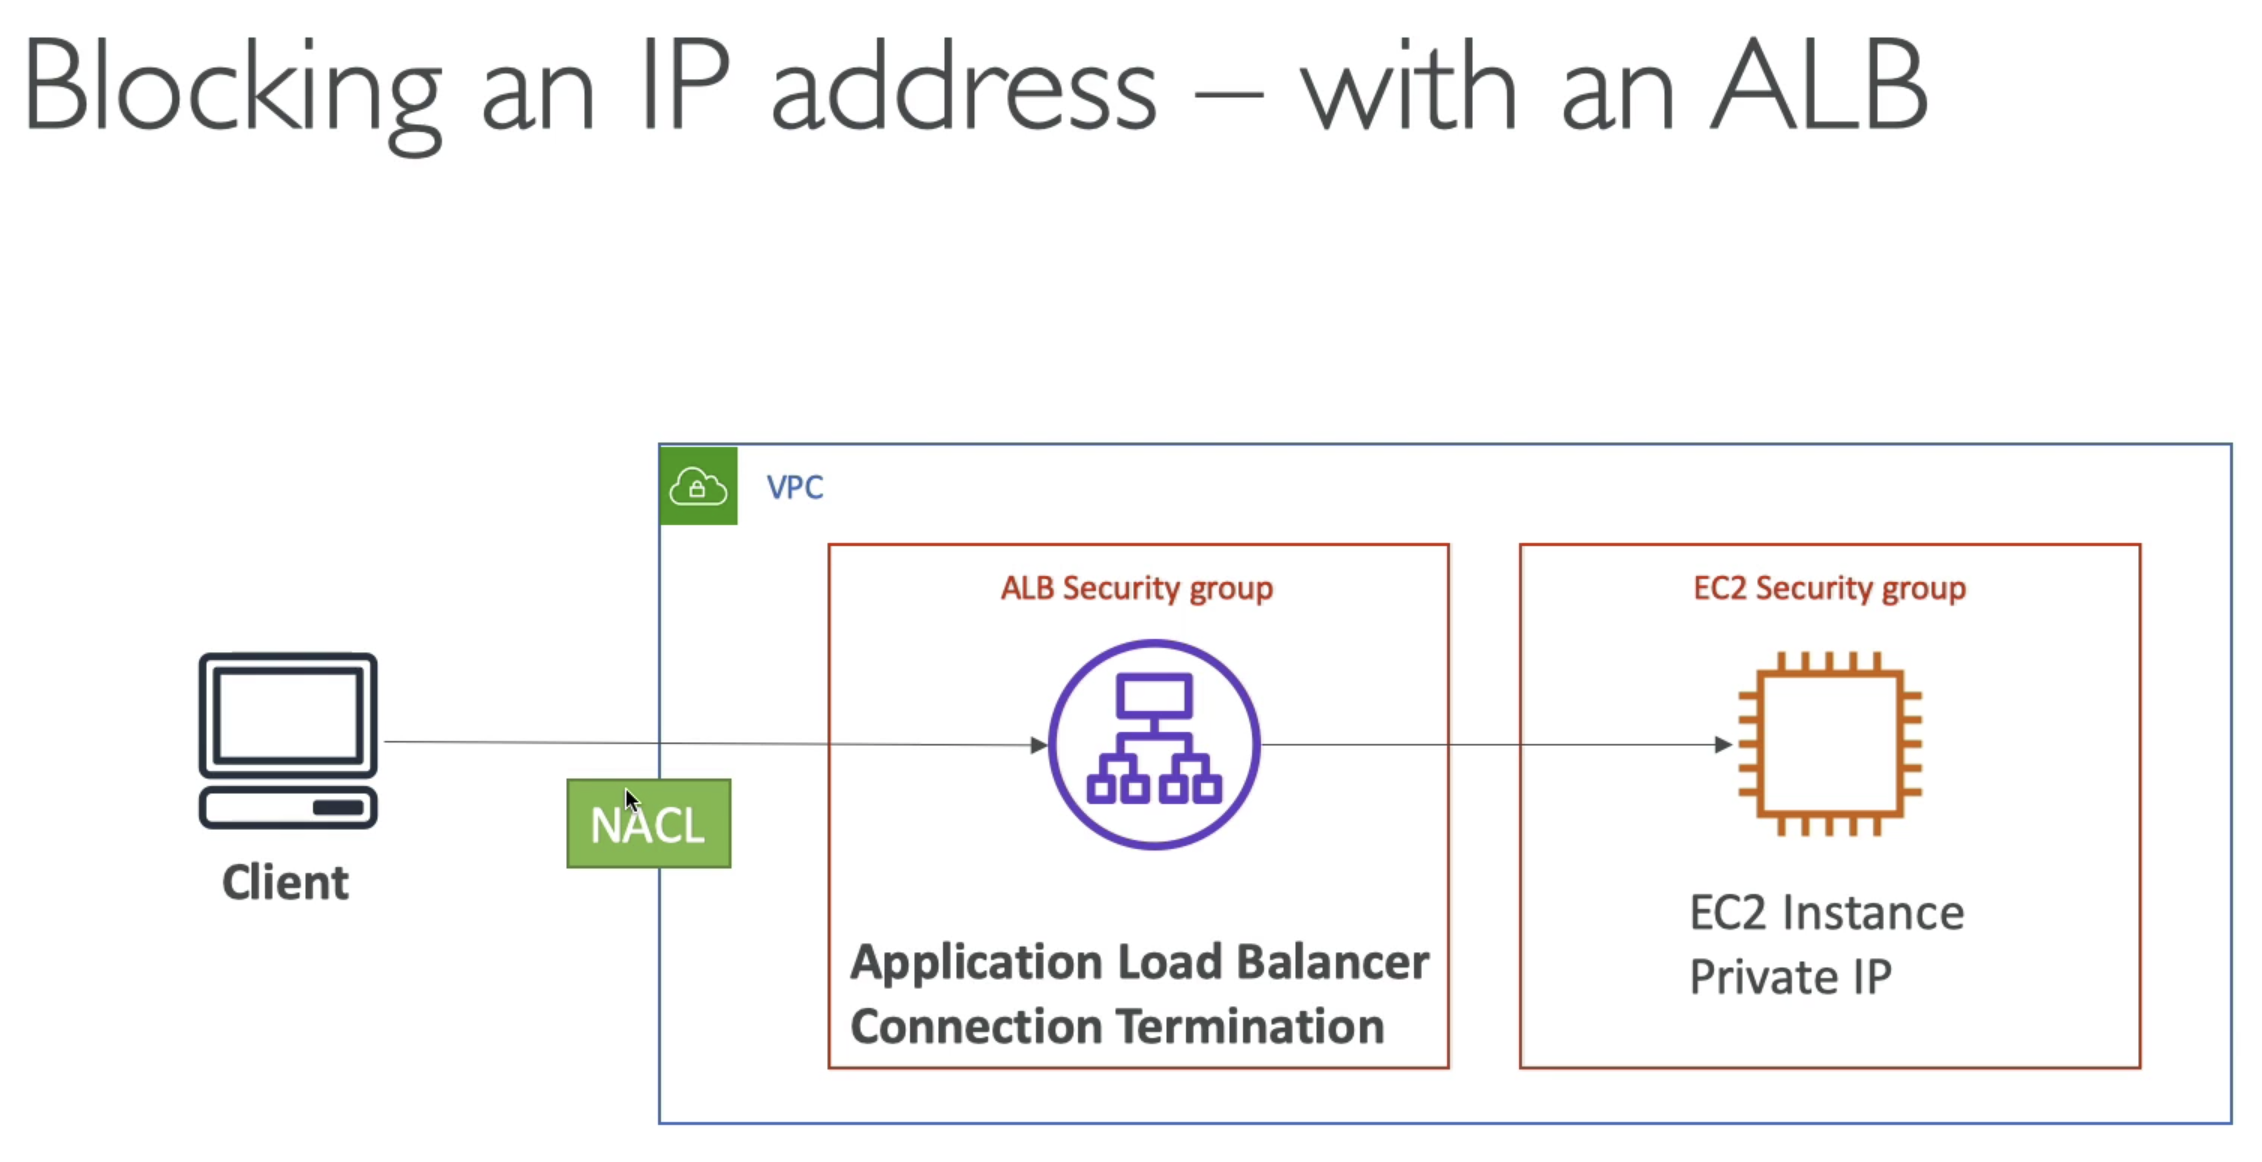 Blocking an IP address – with an ALB
VPC
ALB Security group
EC2 Security group
NACL
Client
Application Load Balancer
Connection Termination
EC2 Instance
Private IP